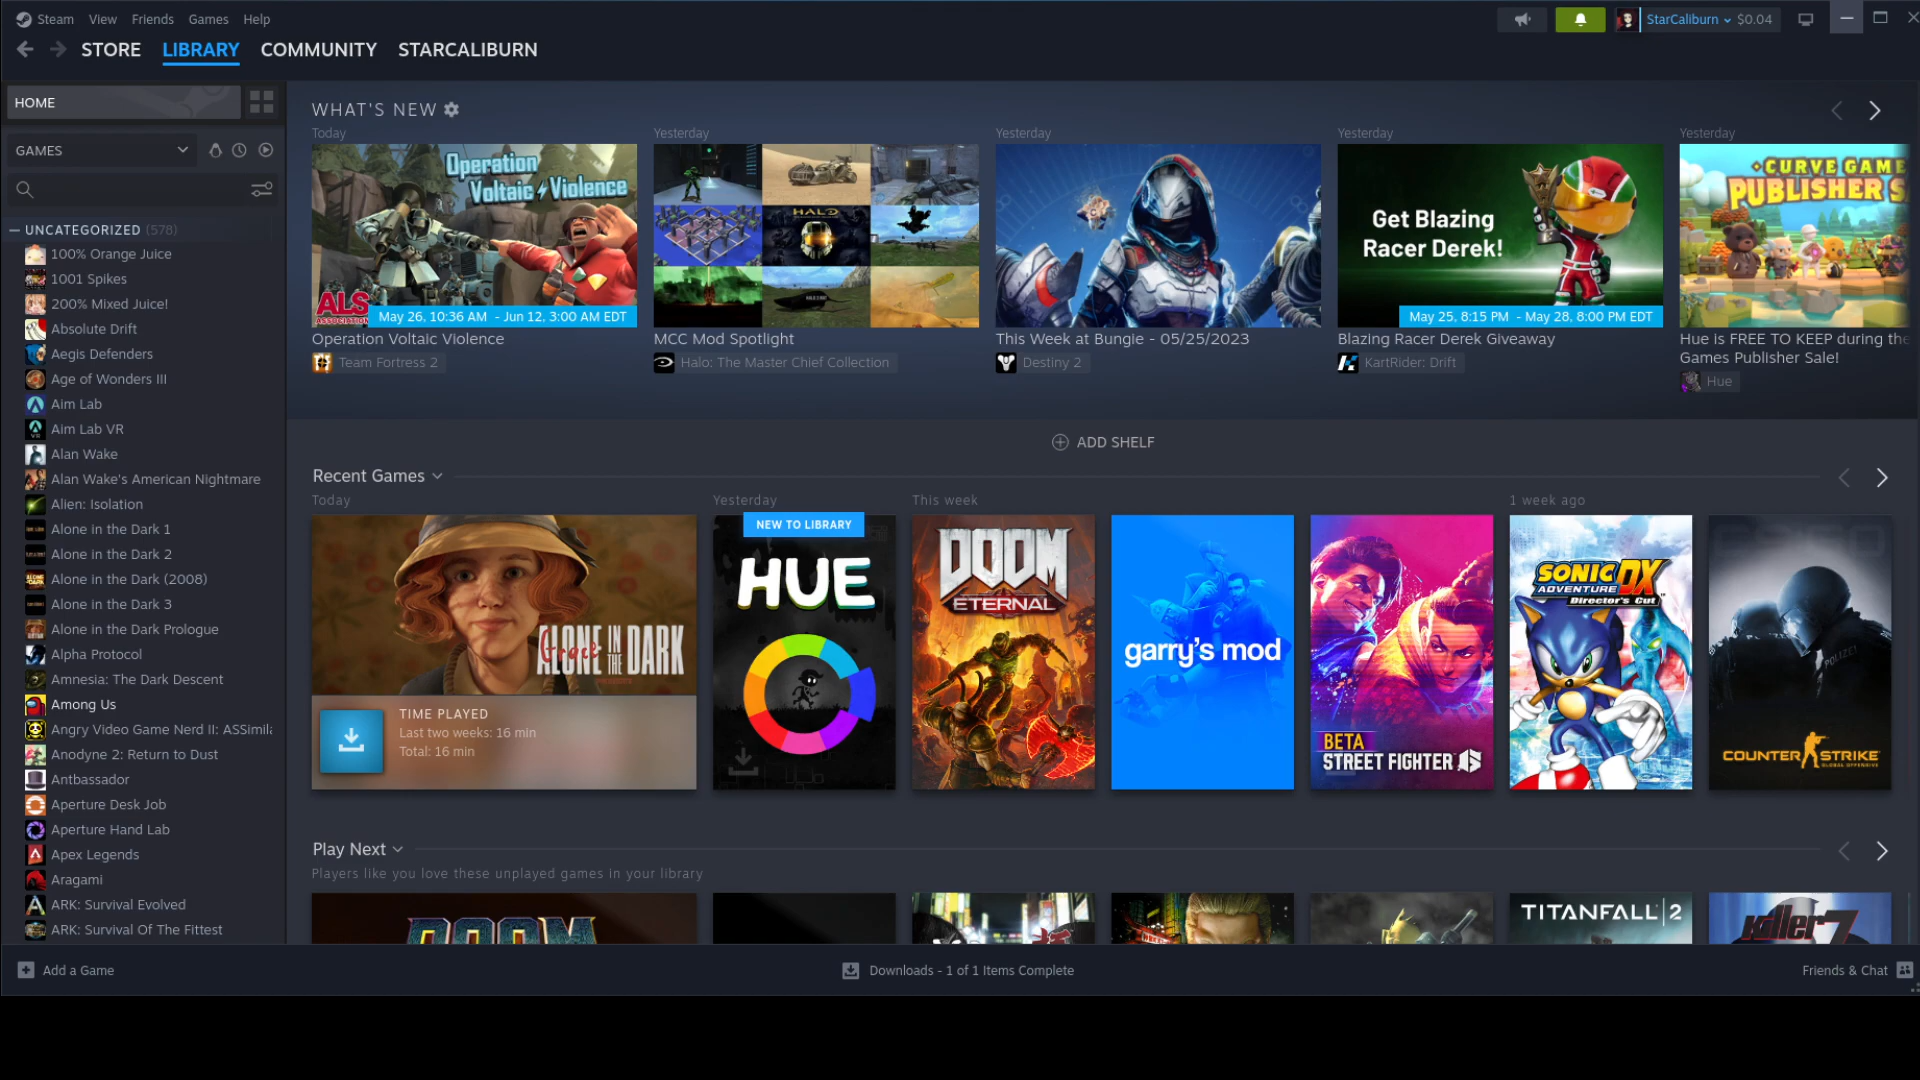 Steam View Friends Games Help
StarCaliburn $0.04
STORE LIBRARY COMMUNITY STARCALIBURN
HOME
GAMES
UNCATEGORIZED (578)
100% Orange Juice
1001 Spikes
200% Mixed Juice!
Absolute Drift
Aegis Defenders
Age of Wonders III
Aim Lab
Aim Lab VR
Alan Wake
Alan Wake's American Nightmare
Alien: Isolation
Alone in the Dark 1
Alone in the Dark 2
Alone in the Dark (2008)
Alone in the Dark 3
Alone in the Dark Prologue
Alpha Protocol
Amnesia: The Dark Descent
Among Us
Angry Video Game Nerd II: ASSimila
Anodyne 2: Return to Dust
Antbassador
Aperture Desk Job
Aperture Hand Lab
Apex Legends
Aragami
ARK: Survival Evolved
ARK: Survival Of The Fittest
WHAT'S NEW
Today
Operation
Voltaic Violence
ALS
ASSOCIATION
May 26, 10:36 AM - Jun 12, 3:00 AM EDT
Operation Voltaic Violence
Team Fortress 2
Yesterday
HALO
MCC Mod Spotlight
Halo: The Master Chief Collection
Yesterday
This Week at Bungie - 05/25/2023
Destiny 2
Yesterday
Get Blazing
Racer Derek!
May 25, 8:15 PM - May 28, 8:00 PM EDT
Blazing Racer Derek Giveaway
KartRider: Drift
Yesterday
CURVE GAME
PUBLISHER S
Hue is FREE TO KEEP during the
Games Publisher Sale!
Hue
ADD SHELF
Recent Games
Today
ALONE IN THE DARK
Grace
TIME PLAYED
Last two weeks: 16 min
Total: 16 min
Yesterday
NEW TO LIBRARY
HUE
This week
DOOM
ETERNAL
garry's mod
BETA
STREET FIGHTER 6
1 week ago
SONIC
ADVENTURE DX
Director's Cut
CS:GO
POLIZEI
COUNTER STRIKE
GLOBAL OFFENSIVE
Play Next
Players like you love these unplayed games in your library
DOOM
TITANFALL 2
killer7
Add a Game
Downloads - 1 of 1 Items Complete
Friends & Chat